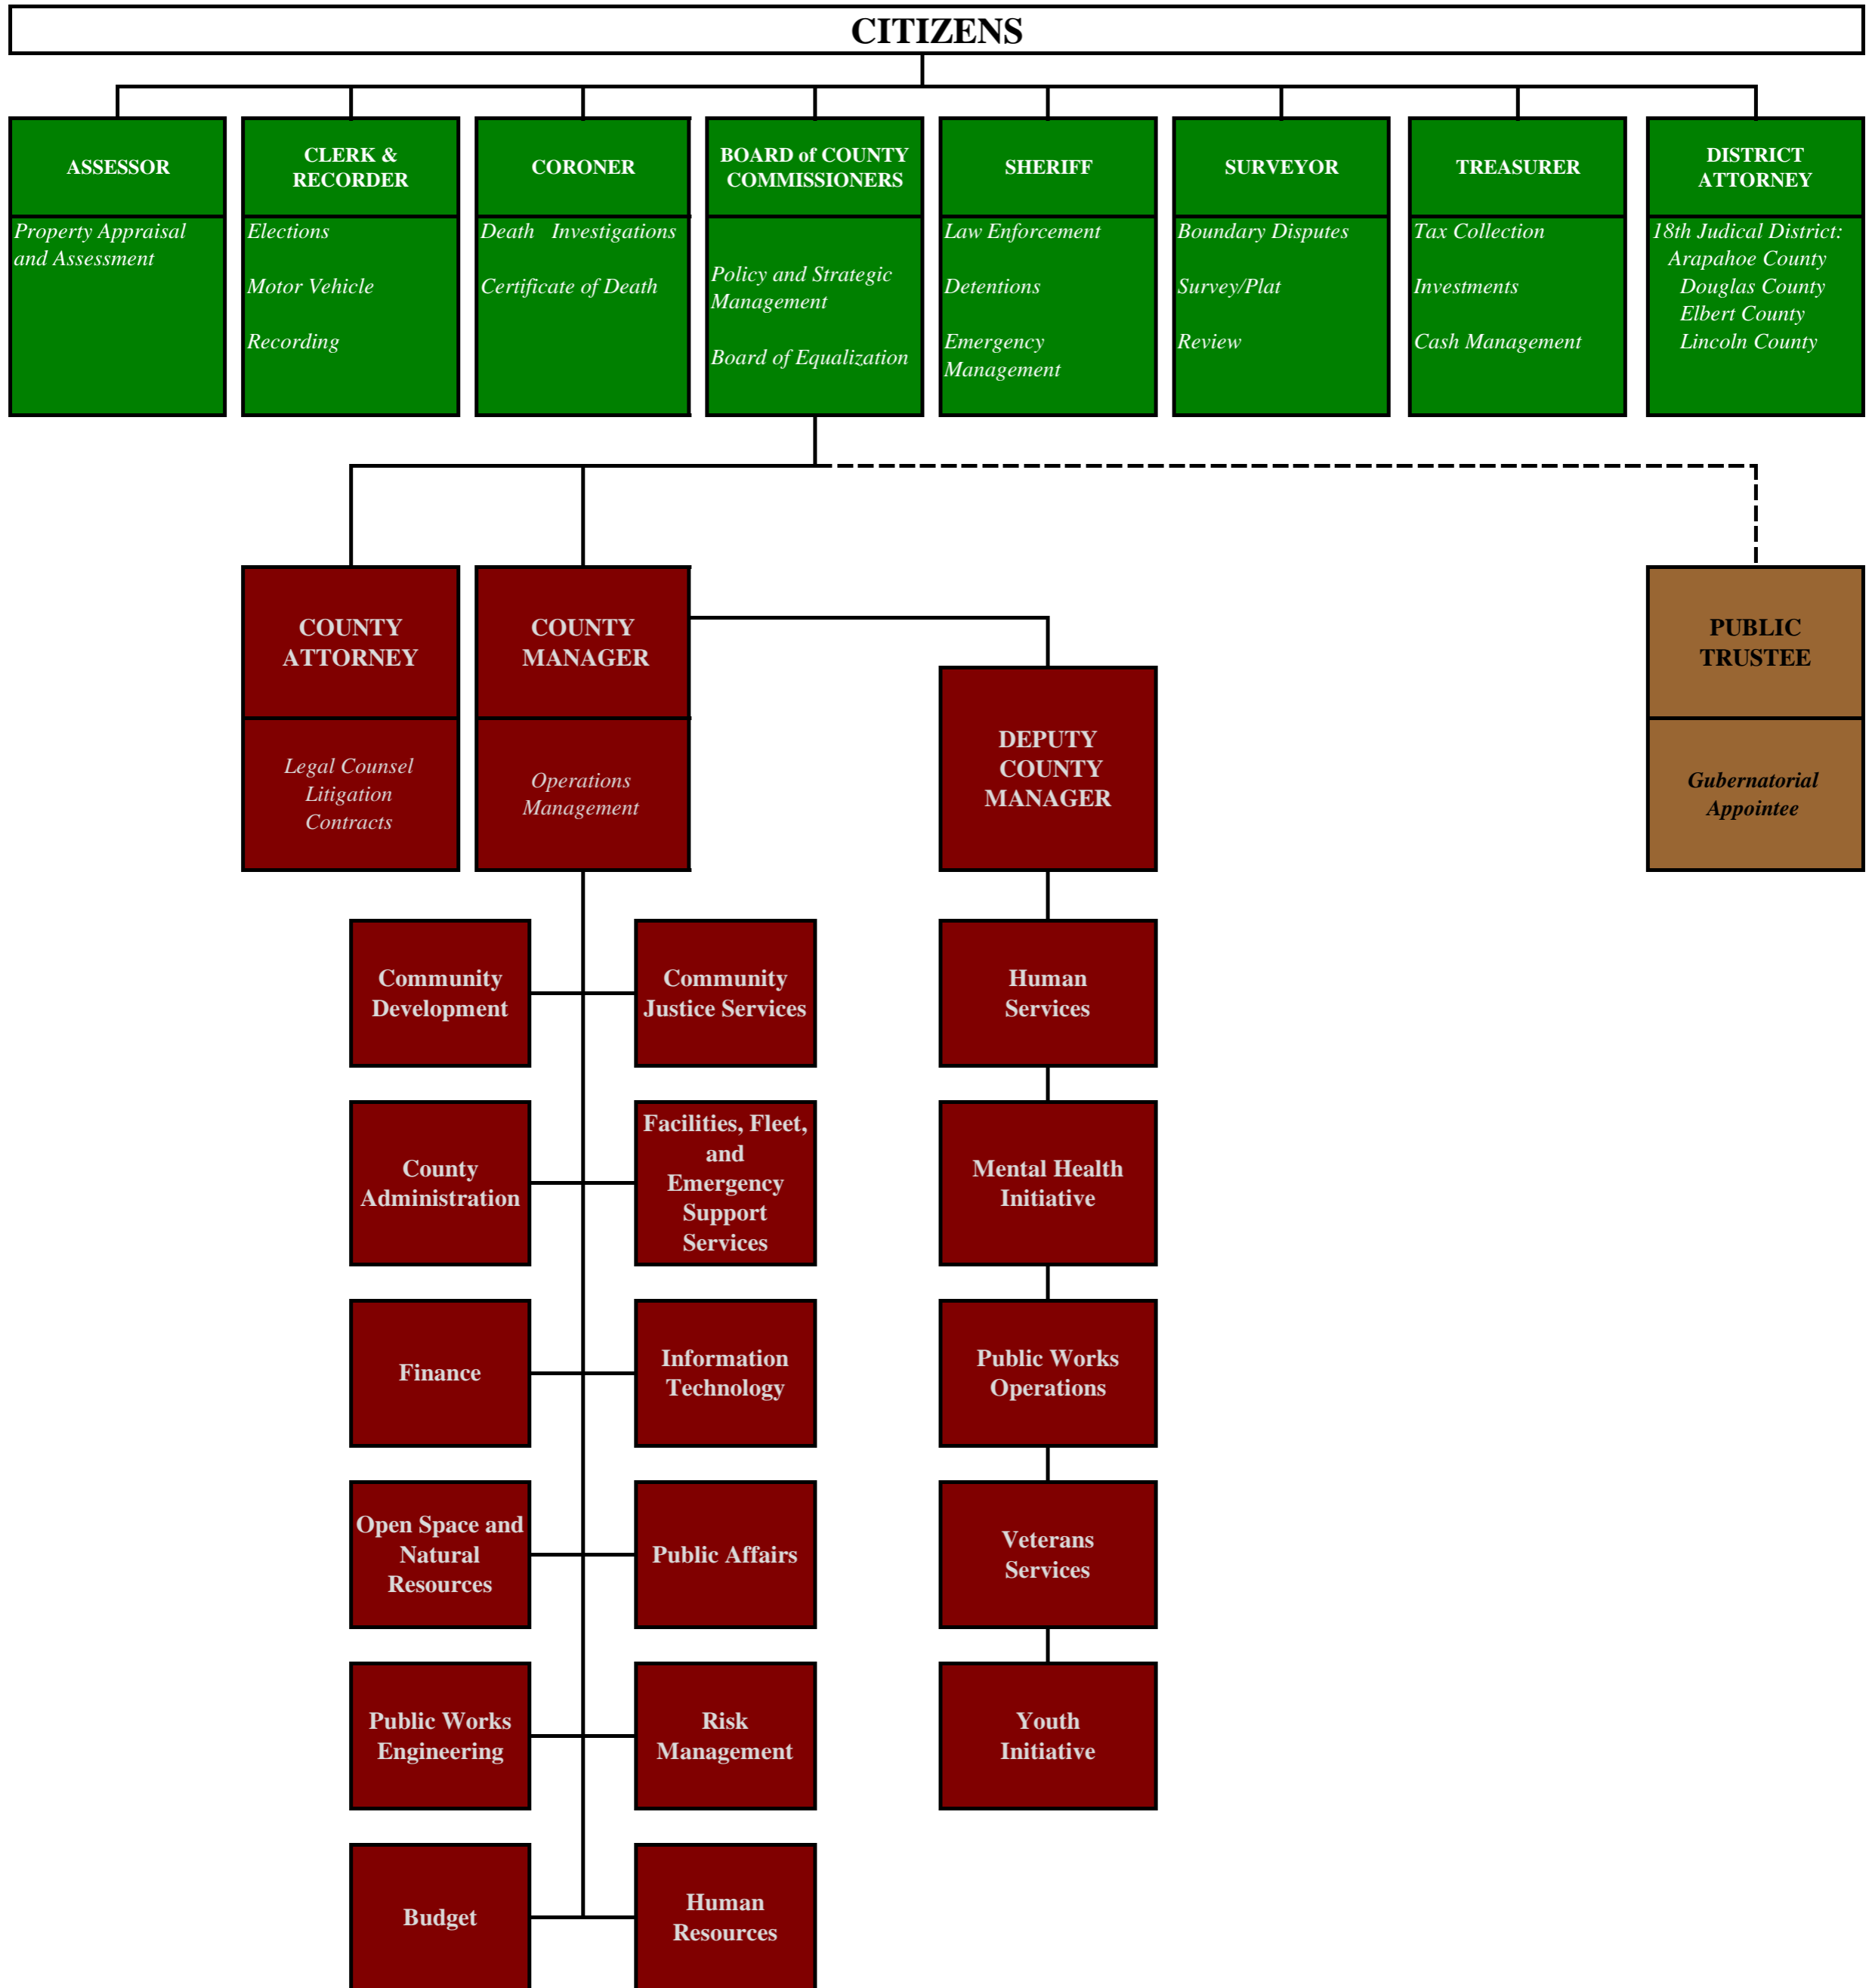 CITIZENS
ASSESSOR
Property Appraisal
and Assessment
CLERK &
RECORDER
Elections
Motor Vehicle
Recording
CORONER
Death Investigations
Certificate of Death
BOARD of COUNTY
COMMISSIONERS
Policy and Strategic
Management
Board of Equalization
SHERIFF
Law Enforcement
Detentions
Emergency
Management
SURVEYOR
Boundary Disputes
Survey/Plat
Review
TREASURER
Tax Collection
Investments
Cash Management
DISTRICT
ATTORNEY
18th Judical District:
Arapahoe County
Douglas County
Elbert County
Lincoln County
COUNTY
ATTORNEY
Legal Counsel
Litigation
Contracts
COUNTY
MANAGER
Operations
Management
DEPUTY
COUNTY
MANAGER
PUBLIC
TRUSTEE
Gubernatorial
Appointee
Community
Development
Community
Justice Services
Human
Services
County
Administration
Facilities, Fleet,
and
Emergency
Support
Services
Mental Health
Initiative
Finance
Information
Technology
Public Works
Operations
Open Space and
Natural
Resources
Public Affairs
Veterans
Services
Public Works
Engineering
Risk
Management
Youth
Initiative
Budget
Human
Resources